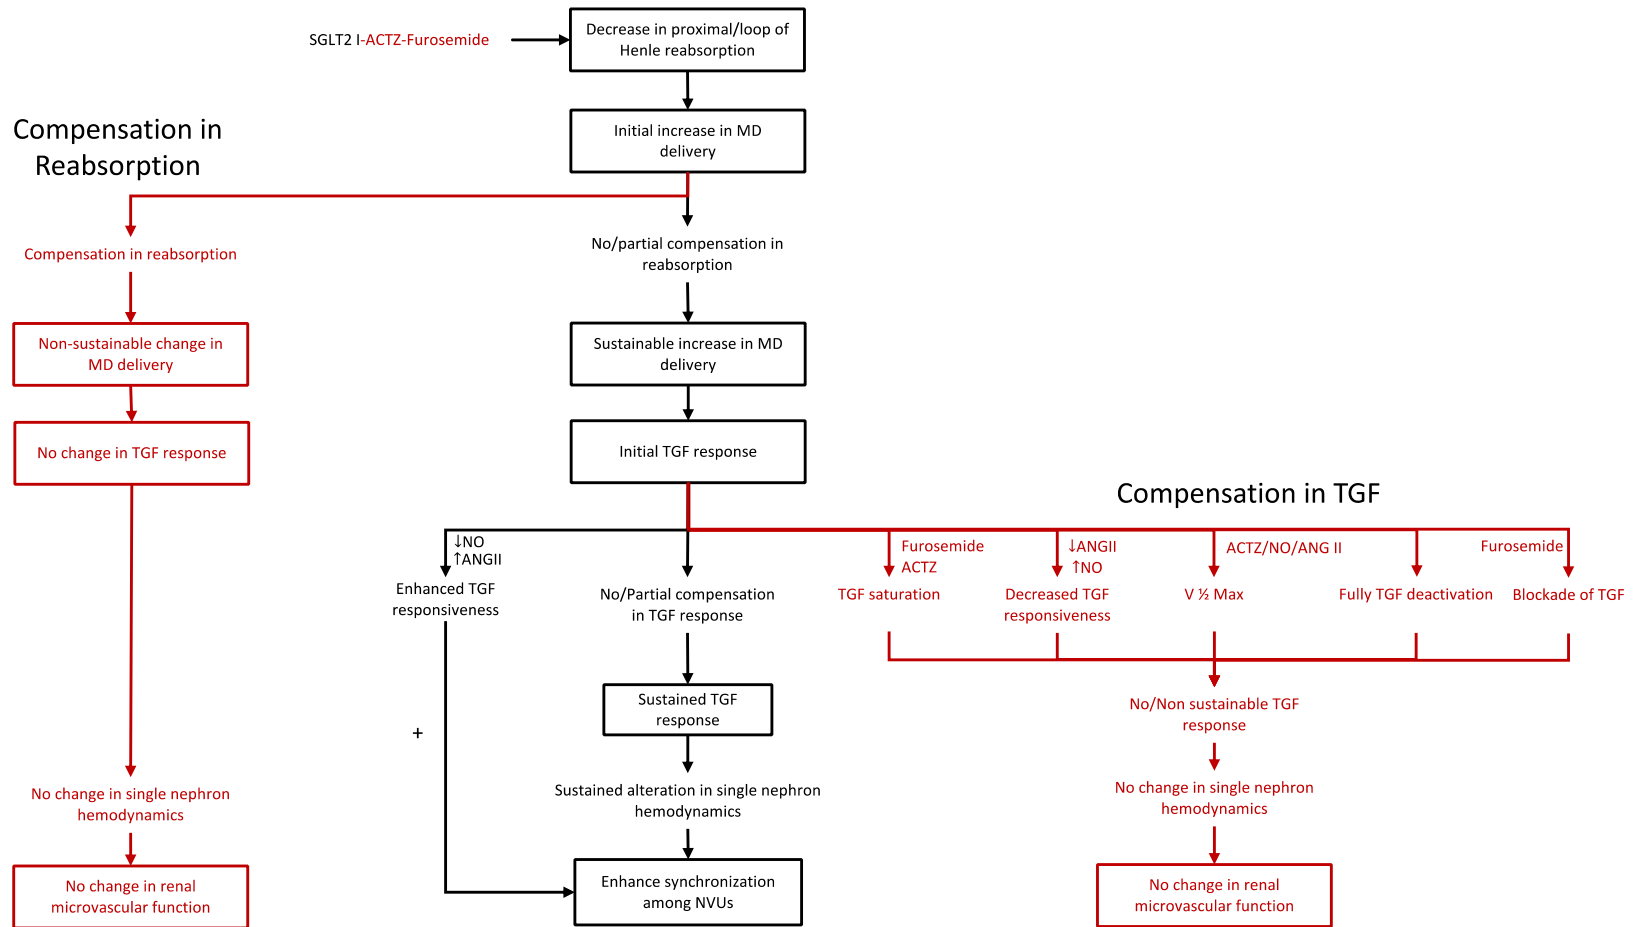 SGLT2 I-ACTZ-Furosemide
Decrease in proximal/loop of
Henle reabsorption
Initial increase in MD
delivery
Compensation in
Reabsorption
Compensation in reabsorption
No/partial compensation in
reabsorption
Non-sustainable change in
MD delivery
Sustainable increase in MD
delivery
No change in TGF response
Initial TGF response
Compensation in TGF
↓NO
↑ANGII
Enhanced TGF
responsiveness
No/Partial compensation
in TGF response
Furosemide
ACTZ
TGF saturation
↓ANGII
↑NO
Decreased TGF
responsiveness
ACTZ/NO/ANG II
V ½ Max
Fully TGF deactivation
Furosemide
Blockade of TGF
+
Sustained TGF
response
No/Non sustainable TGF
response
No change in single nephron
hemodynamics
Sustained alteration in single nephron
hemodynamics
No change in single nephron
hemodynamics
No change in renal
microvascular function
Enhance synchronization
among NVUs
No change in renal
microvascular function